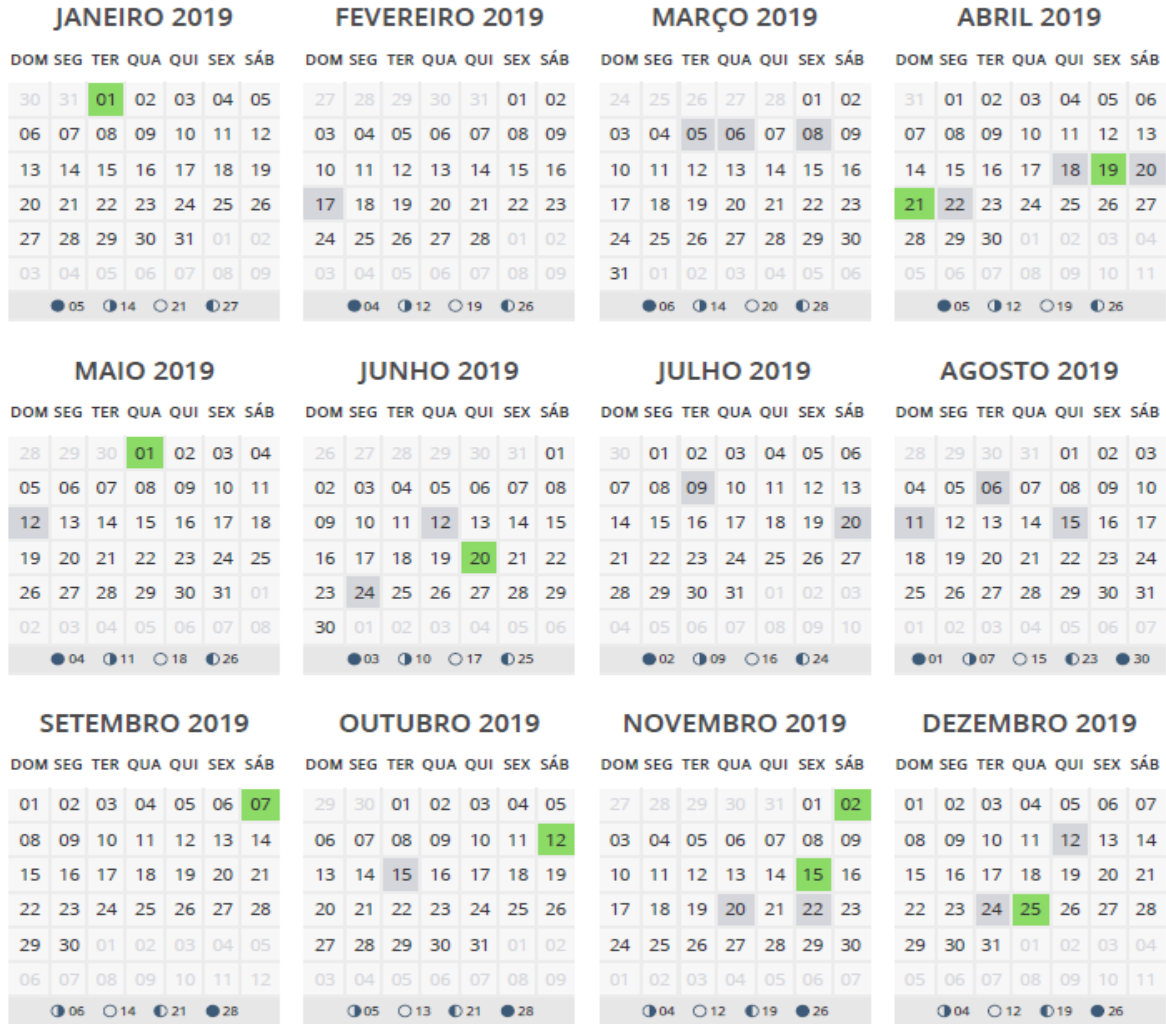 JANEIRO 2019
DOM SEG TER QUA QUI SEX SÁB
30 31 01 02 03 04 05
06 07 08 09 10 11 12
13 14 15 16 17 18 19
20 21 22 23 24 25 26
27 28 29 30 31 01 02
03 04 05 06 07 08 09
05 14 21 27
FEVEREIRO 2019
DOM SEG TER QUA QUI SEX SÁB
27 28 29 30 31 01 02
03 04 05 06 07 08 09
10 11 12 13 14 15 16
17 18 19 20 21 22 23
24 25 26 27 28 01 02
03 04 05 06 07 08 09
04 12 19 26
MARÇO 2019
DOM SEG TER QUA QUI SEX SÁB
24 25 26 27 28 01 02
03 04 05 06 07 08 09
10 11 12 13 14 15 16
17 18 19 20 21 22 23
24 25 26 27 28 29 30
31 01 02 03 04 05 06
06 14 20 28
ABRIL 2019
DOM SEG TER QUA QUI SEX SÁB
31 01 02 03 04 05 06
07 08 09 10 11 12 13
14 15 16 17 18 19 20
21 22 23 24 25 26 27
28 29 30 01 02 03 04
05 06 07 08 09 10 11
05 12 19 26
MAIO 2019
DOM SEG TER QUA QUI SEX SÁB
28 29 30 01 02 03 04
05 06 07 08 09 10 11
12 13 14 15 16 17 18
19 20 21 22 23 24 25
26 27 28 29 30 31 01
02 03 04 05 06 07 08
04 11 18 26
JUNHO 2019
DOM SEG TER QUA QUI SEX SÁB
26 27 28 29 30 31 01
02 03 04 05 06 07 08
09 10 11 12 13 14 15
16 17 18 19 20 21 22
23 24 25 26 27 28 29
30 01 02 03 04 05 06
03 10 17 25
JULHO 2019
DOM SEG TER QUA QUI SEX SÁB
30 01 02 03 04 05 06
07 08 09 10 11 12 13
14 15 16 17 18 19 20
21 22 23 24 25 26 27
28 29 30 31 01 02 03
04 05 06 07 08 09 10
02 09 16 24
AGOSTO 2019
DOM SEG TER QUA QUI SEX SÁB
28 29 30 31 01 02 03
04 05 06 07 08 09 10
11 12 13 14 15 16 17
18 19 20 21 22 23 24
25 26 27 28 29 30 31
01 02 03 04 05 06 07
01 07 15 23 30
SETEMBRO 2019
DOM SEG TER QUA QUI SEX SÁB
01 02 03 04 05 06 07
08 09 10 11 12 13 14
15 16 17 18 19 20 21
22 23 24 25 26 27 28
29 30 01 02 03 04 05
06 07 08 09 10 11 12
06 14 21 28
OUTUBRO 2019
DOM SEG TER QUA QUI SEX SÁB
29 30 01 02 03 04 05
06 07 08 09 10 11 12
13 14 15 16 17 18 19
20 21 22 23 24 25 26
27 28 29 30 31 01 02
03 04 05 06 07 08 09
05 13 21 28
NOVEMBRO 2019
DOM SEG TER QUA QUI SEX SÁB
27 28 29 30 31 01 02
03 04 05 06 07 08 09
10 11 12 13 14 15 16
17 18 19 20 21 22 23
24 25 26 27 28 29 30
01 02 03 04 05 06 07
04 12 19 26
DEZEMBRO 2019
DOM SEG TER QUA QUI SEX SÁB
01 02 03 04 05 06 07
08 09 10 11 12 13 14
15 16 17 18 19 20 21
22 23 24 25 26 27 28
29 30 31 01 02 03 04
05 06 07 08 09 10 11
04 12 19 26